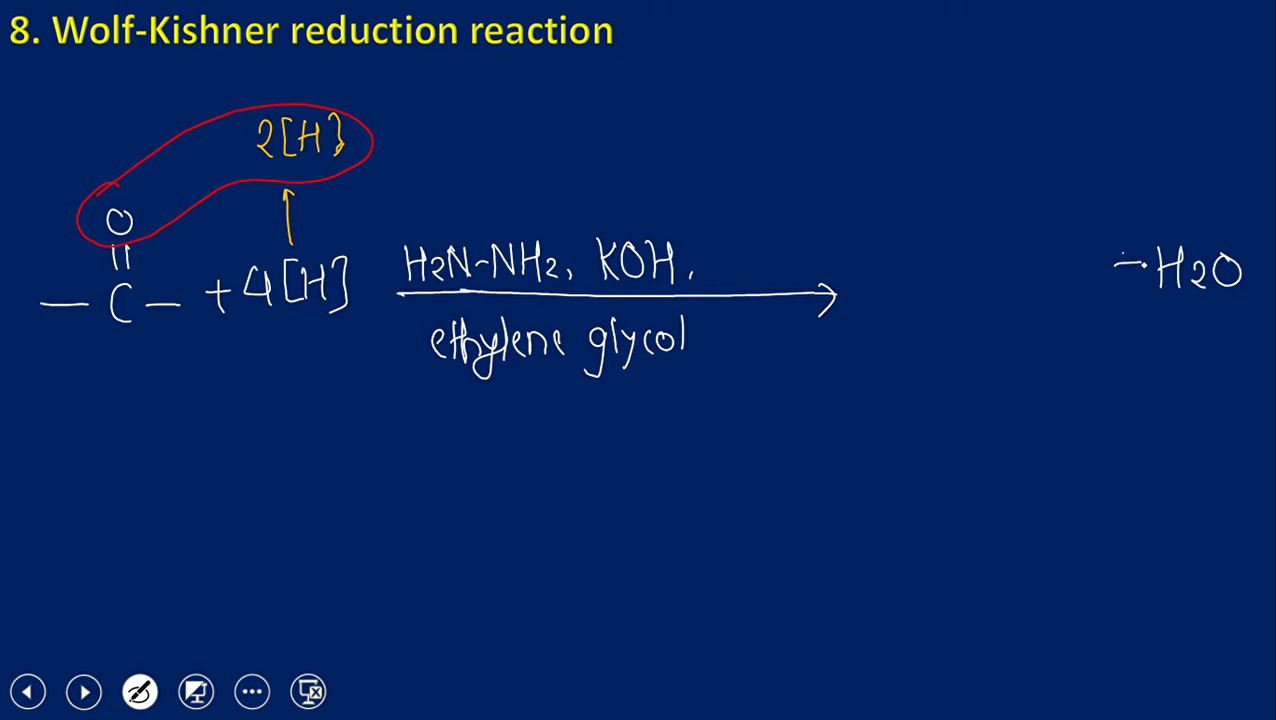 8. Wolf-Kishner reduction reaction
2[H]
O
H2N-NH2, KOH,
- H2O
— C — + 4[H]
ethylene glycol